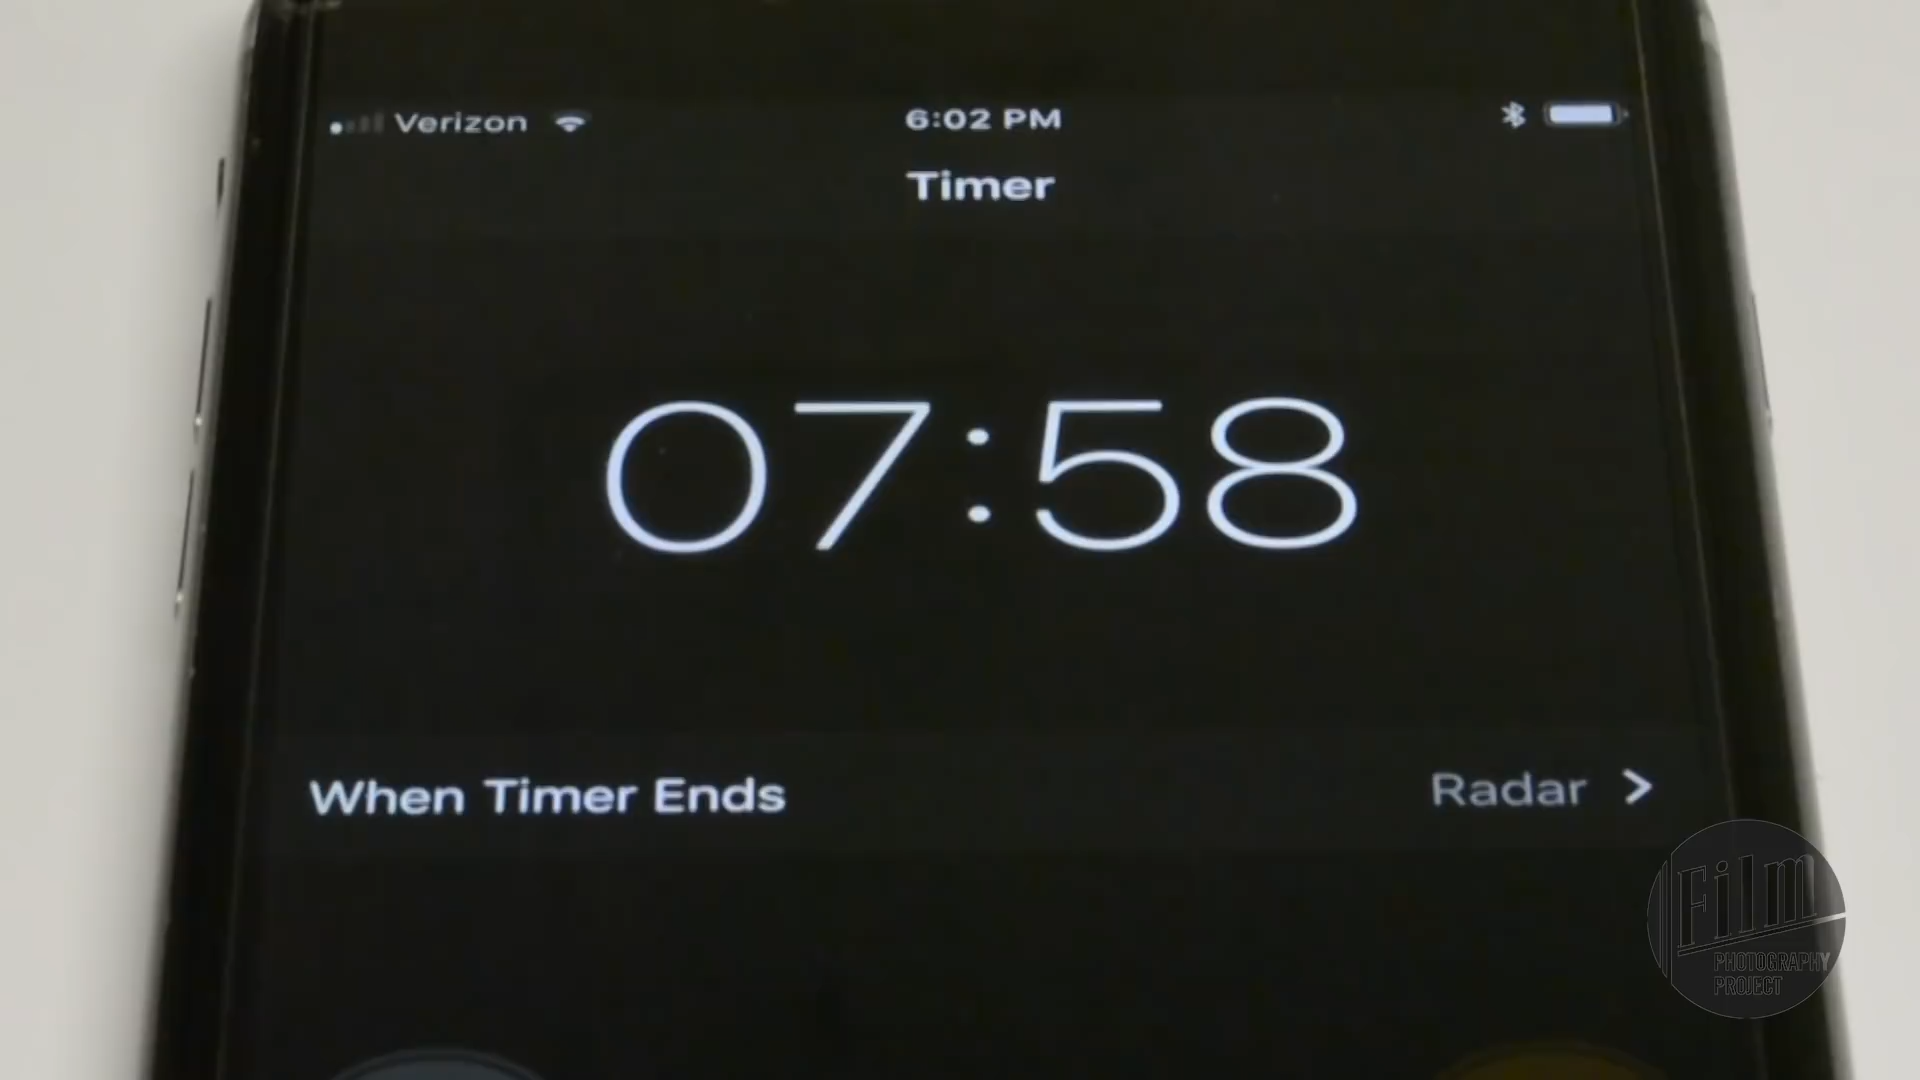 Verizon 6:02 PM
Timer
07:58
When Timer Ends Radar >
Film
PHOTOGRAPHY
PROJECT